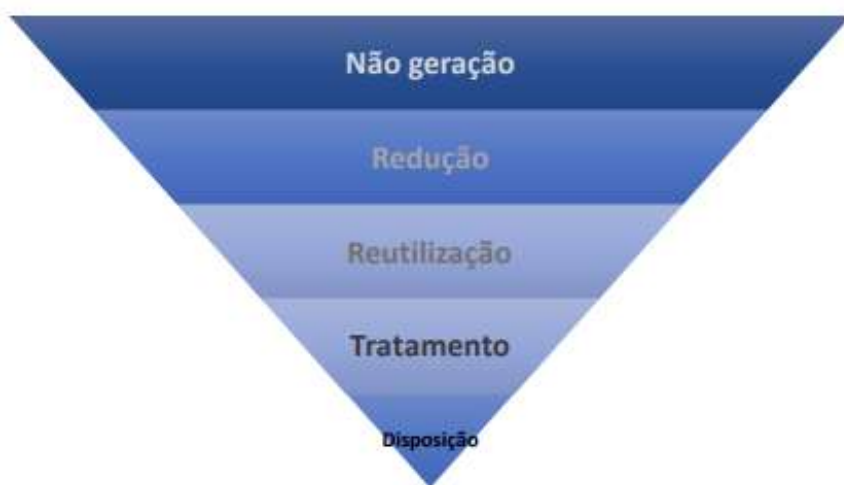 Não geração
Redução
Reutilização
Tratamento
Disposição